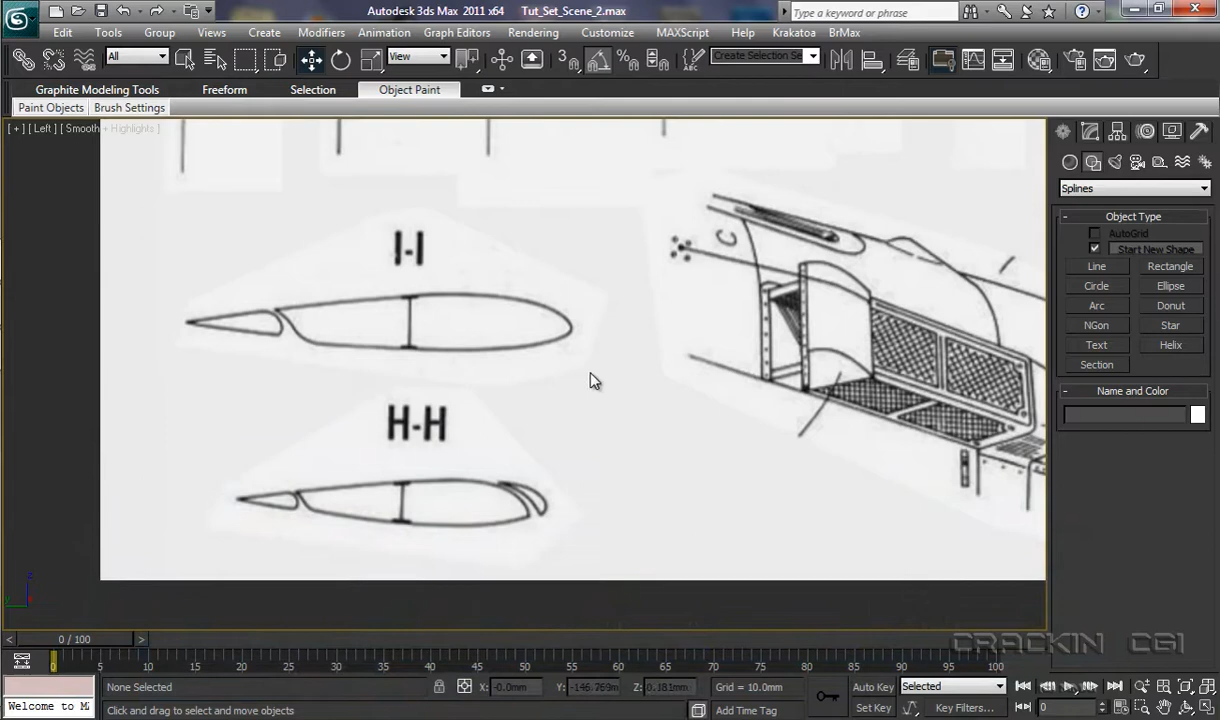 Autodesk 3ds Max 2011 x64 Tut_Set_Scene_2.max
Type a keyword or phrase
Edit Tools Group Views Create Modifiers Animation Graph Editors Rendering Customize MAXScript Help Krakatoa BrMax
All View 3 Create Selection Se
Graphite Modeling Tools Freeform Selection Object Paint
Paint Objects Brush Settings
[ + ] [ Left ] [ Smooth + Highlights ]
I-I
C
H-H
Splines
- Object Type
AutoGrid
Start New Shape
Line Rectangle
Circle Ellipse
Arc Donut
NGon Star
Text Helix
Section
- Name and Color
z
y x
< 0 / 100 >
CRACKIN CGI
0 5 10 15 20 25 30 35 40 45 50 55 60 65 70 75 80 85 90 95 100
None Selected X: -0.0mm Y: -146.769m Z: 0.181mm Grid = 10.0mm Auto Key Selected
Welcome to M Click and drag to select and move objects Add Time Tag Set Key Key Filters... 0